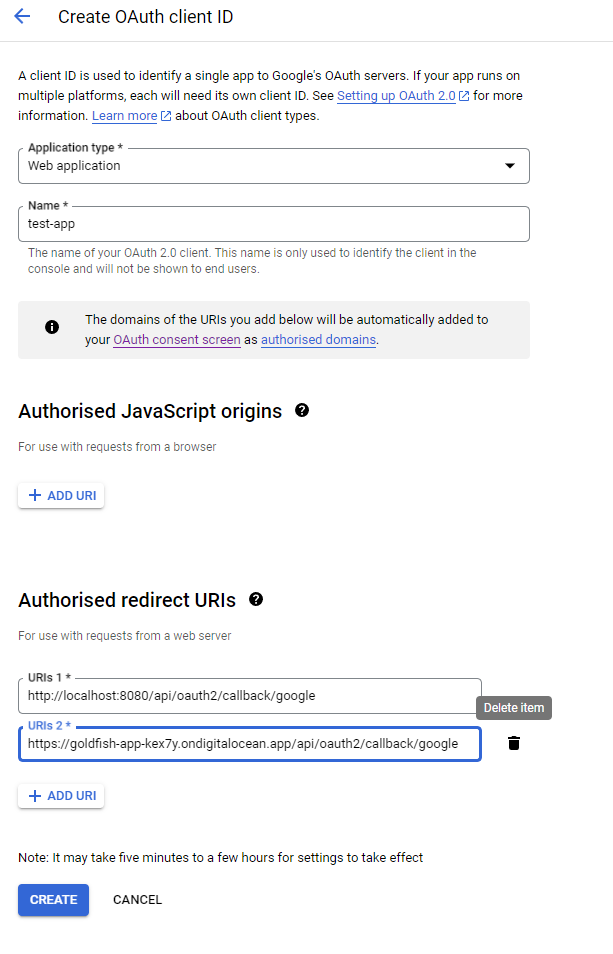 Create OAuth client ID
A client ID is used to identify a single app to Google's OAuth servers. If your app runs on
multiple platforms, each will need its own client ID. See Setting up OAuth 2.0 for more
information. Learn more about OAuth client types.
Application type *
Web application
Name *
test-app
The name of your OAuth 2.0 client. This name is only used to identify the client in the
console and will not be shown to end users.
The domains of the URIs you add below will be automatically added to
your OAuth consent screen as authorised domains.
Authorised JavaScript origins
For use with requests from a browser
ADD URI
Authorised redirect URIs
For use with requests from a web server
URIs 1 *
http://localhost:8080/api/oauth2/callback/google
Delete item
URIs 2 *
https://goldfish-app-kex7y.ondigitalocean.app/api/oauth2/callback/google
ADD URI
Note: It may take five minutes to a few hours for settings to take effect
CREATE CANCEL